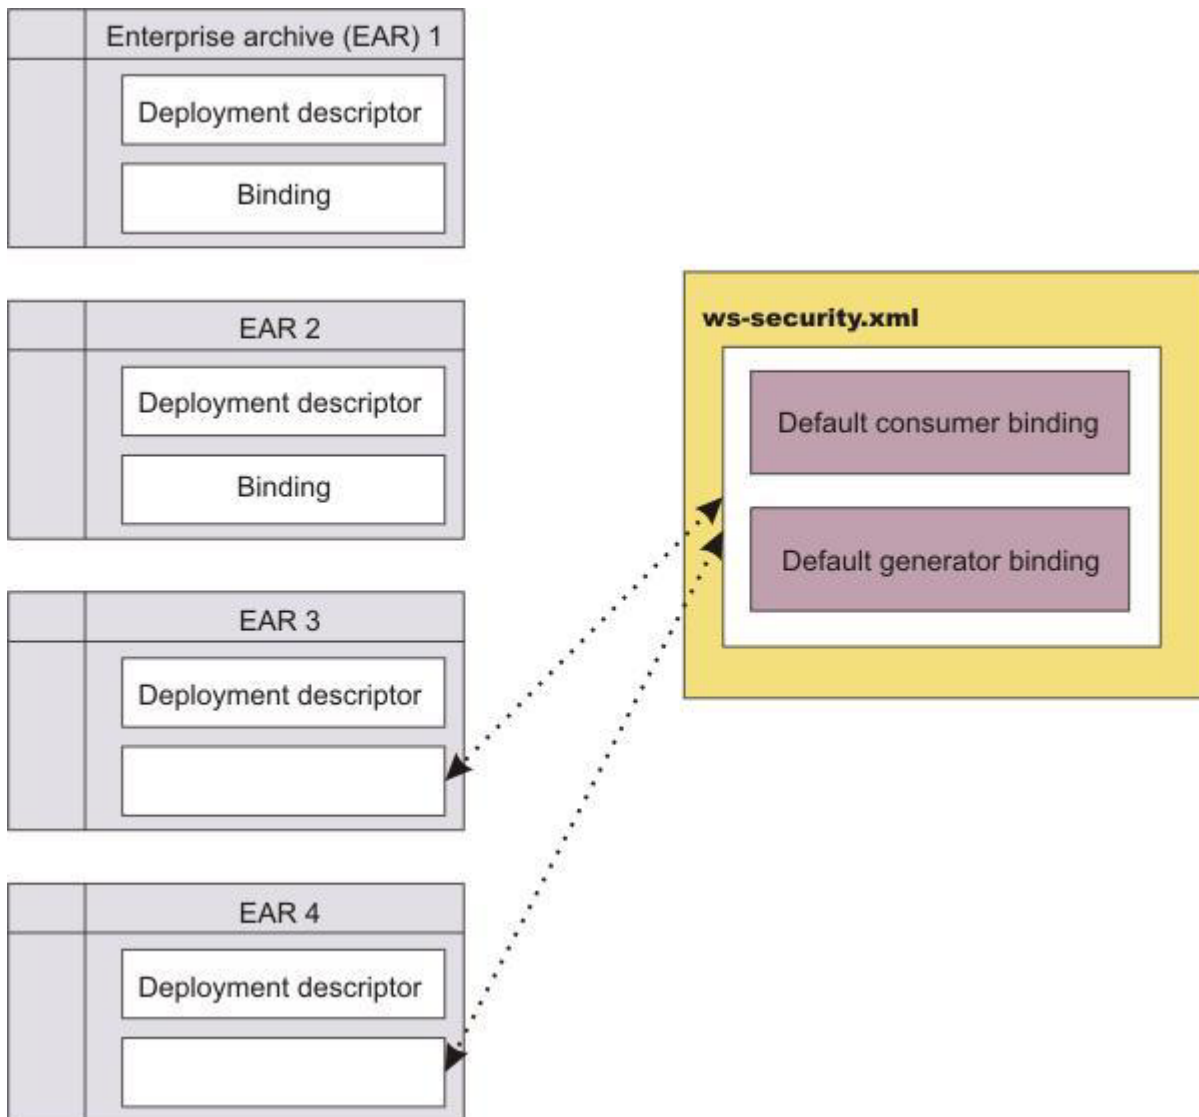 Enterprise archive (EAR) 1
Deployment descriptor
Binding
EAR 2
Deployment descriptor
Binding
EAR 3
Deployment descriptor
EAR 4
Deployment descriptor
ws-security.xml
Default consumer binding
Default generator binding